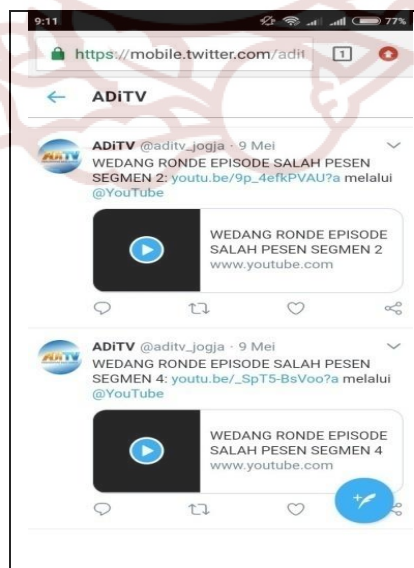 9:11 77%
https://mobile.twitter.com/adit 1
ADiTV
ADiTV @aditv_jogja · 9 Mei
WEDANG RONDE EPISODE SALAH PESEN
SEGMEN 2: youtu.be/9p_4efkPVAU?a melalui
@YouTube
WEDANG RONDE EPISODE
SALAH PESEN SEGMEN 2
www.youtube.com
ADiTV @aditv_jogja · 9 Mei
WEDANG RONDE EPISODE SALAH PESEN
SEGMEN 4: youtu.be/_SpT5-BsVoo?a melalui
@YouTube
WEDANG RONDE EPISODE
SALAH PESEN SEGMEN 4
www.youtube.com